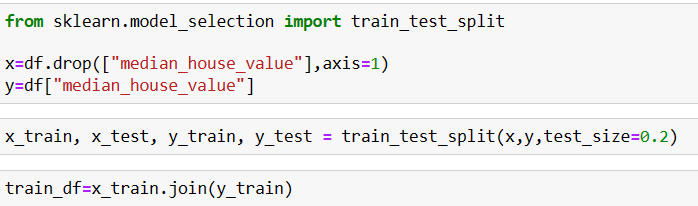 from sklearn.model_selection import train_test_split
x=df.drop(["median_house_value"],axis=1)
y=df["median_house_value"]
x_train, x_test, y_train, y_test = train_test_split(x,y,test_size=0.2)
train_df=x_train.join(y_train)